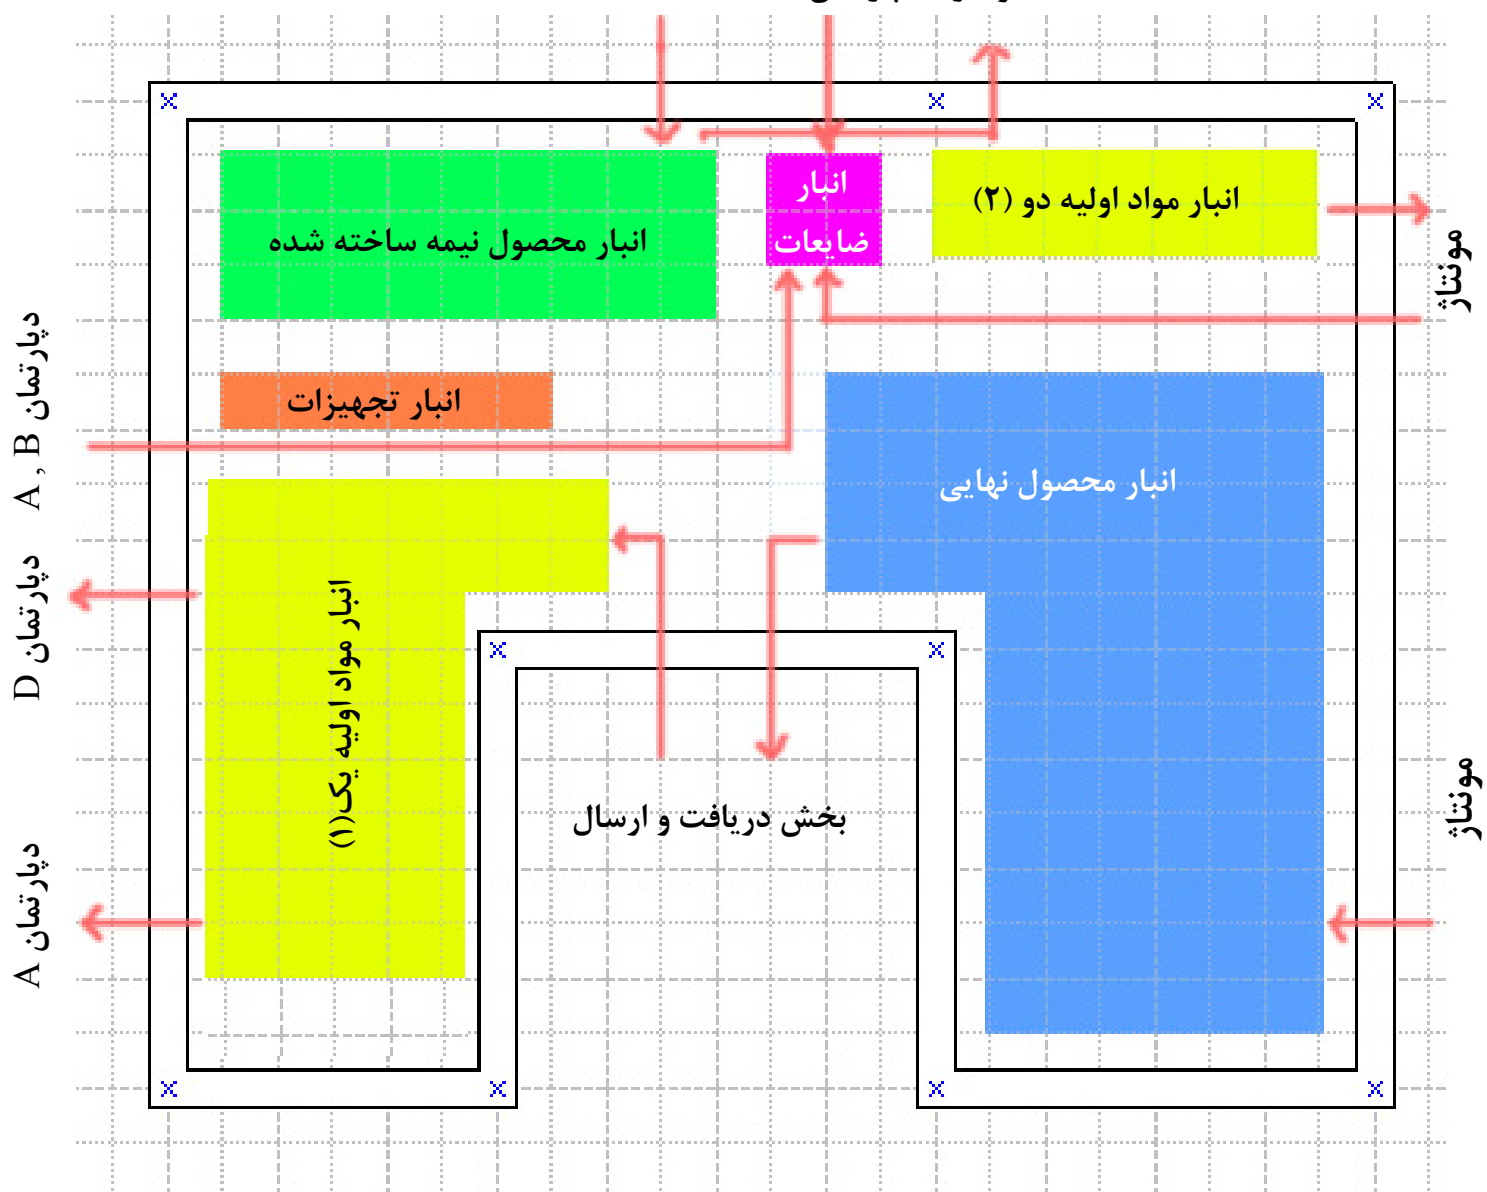 انبار مواد اولیه دو (۲)
انبار
ضایعات
انبار محصول نیمه ساخته شده
مونتاژ
دپارتمان A , B
انبار تجهیزات
انبار محصول نهایی
دپارتمان D
انبار مواد اولیه یک(۱)
بخش دریافت و ارسال
مونتاژ
دپارتمان A